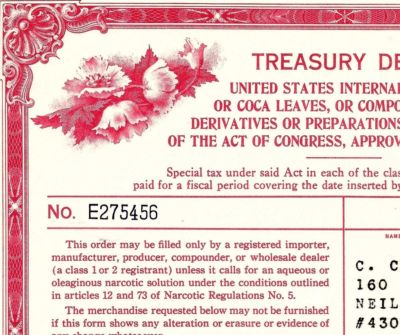 TREASURY DE
UNITED STATES INTERNA
OR COCA LEAVES, OR COMPO
DERIVATIVES OR PREPARATIONS
OF THE ACT OF CONGRESS, APPROV
Special tax under said Act in each of the clas
paid for a fiscal period covering the date inserted by
No. E275456
NAME
This order may be filled only by a registered importer,
manufacturer, producer, compounder, or wholesale dealer
(a class 1 or 2 registrant) unless it calls for an aqueous or
oleaginous narcotic solution under the conditions outlined
in articles 12 and 73 of Narcotic Regulations No. 5.
The merchandise requested below may not be furnished
if this form shows any alteration or erasure or evidence of
any change whatsoever.
C. C
160
NEIL
#430